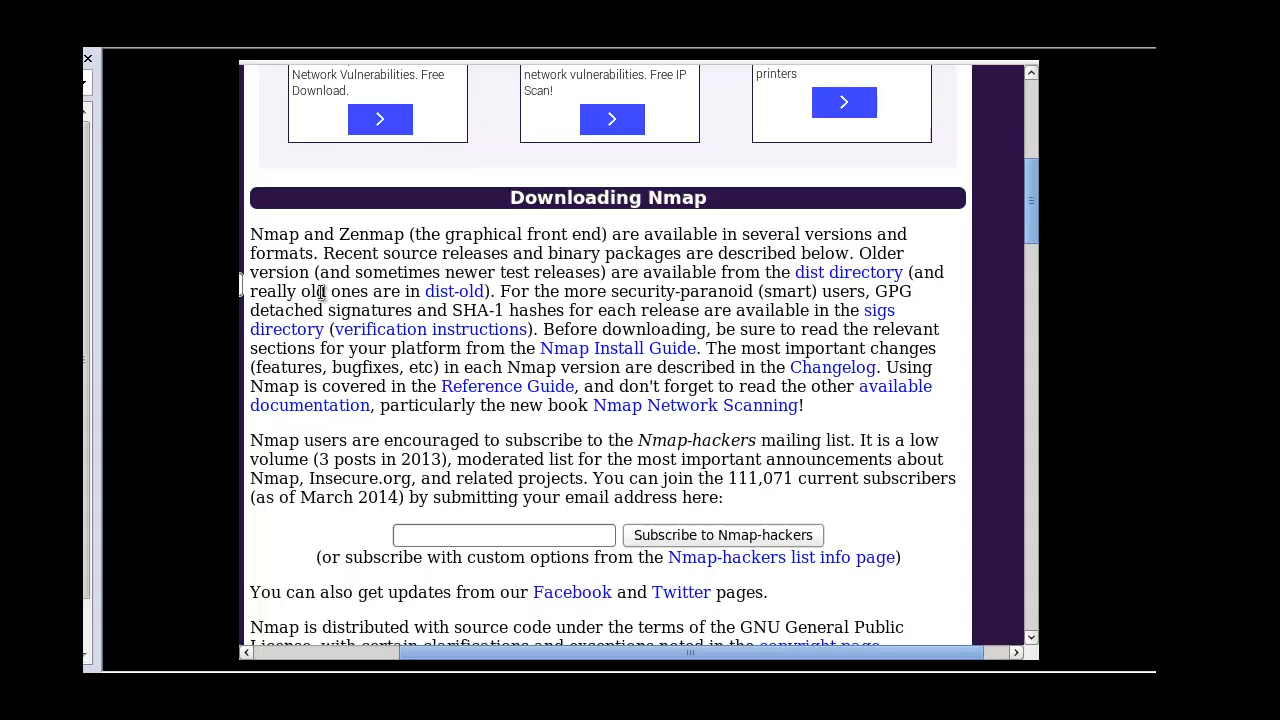 Network Vulnerabilities. Free
Download.
network vulnerabilities. Free IP
Scan!
printers
Downloading Nmap
Nmap and Zenmap (the graphical front end) are available in several versions and
formats. Recent source releases and binary packages are described below. Older
version (and sometimes newer test releases) are available from the dist directory (and
really old ones are in dist-old). For the more security-paranoid (smart) users, GPG
detached signatures and SHA-1 hashes for each release are available in the sigs
directory (verification instructions). Before downloading, be sure to read the relevant
sections for your platform from the Nmap Install Guide. The most important changes
(features, bugfixes, etc) in each Nmap version are described in the Changelog. Using
Nmap is covered in the Reference Guide, and don't forget to read the other available
documentation, particularly the new book Nmap Network Scanning!
Nmap users are encouraged to subscribe to the Nmap-hackers mailing list. It is a low
volume (3 posts in 2013), moderated list for the most important announcements about
Nmap, Insecure.org, and related projects. You can join the 111,071 current subscribers
(as of March 2014) by submitting your email address here:
Subscribe to Nmap-hackers
(or subscribe with custom options from the Nmap-hackers list info page)
You can also get updates from our Facebook and Twitter pages.
Nmap is distributed with source code under the terms of the GNU General Public
License, with certain clarifications and exceptions noted in the copyright page.